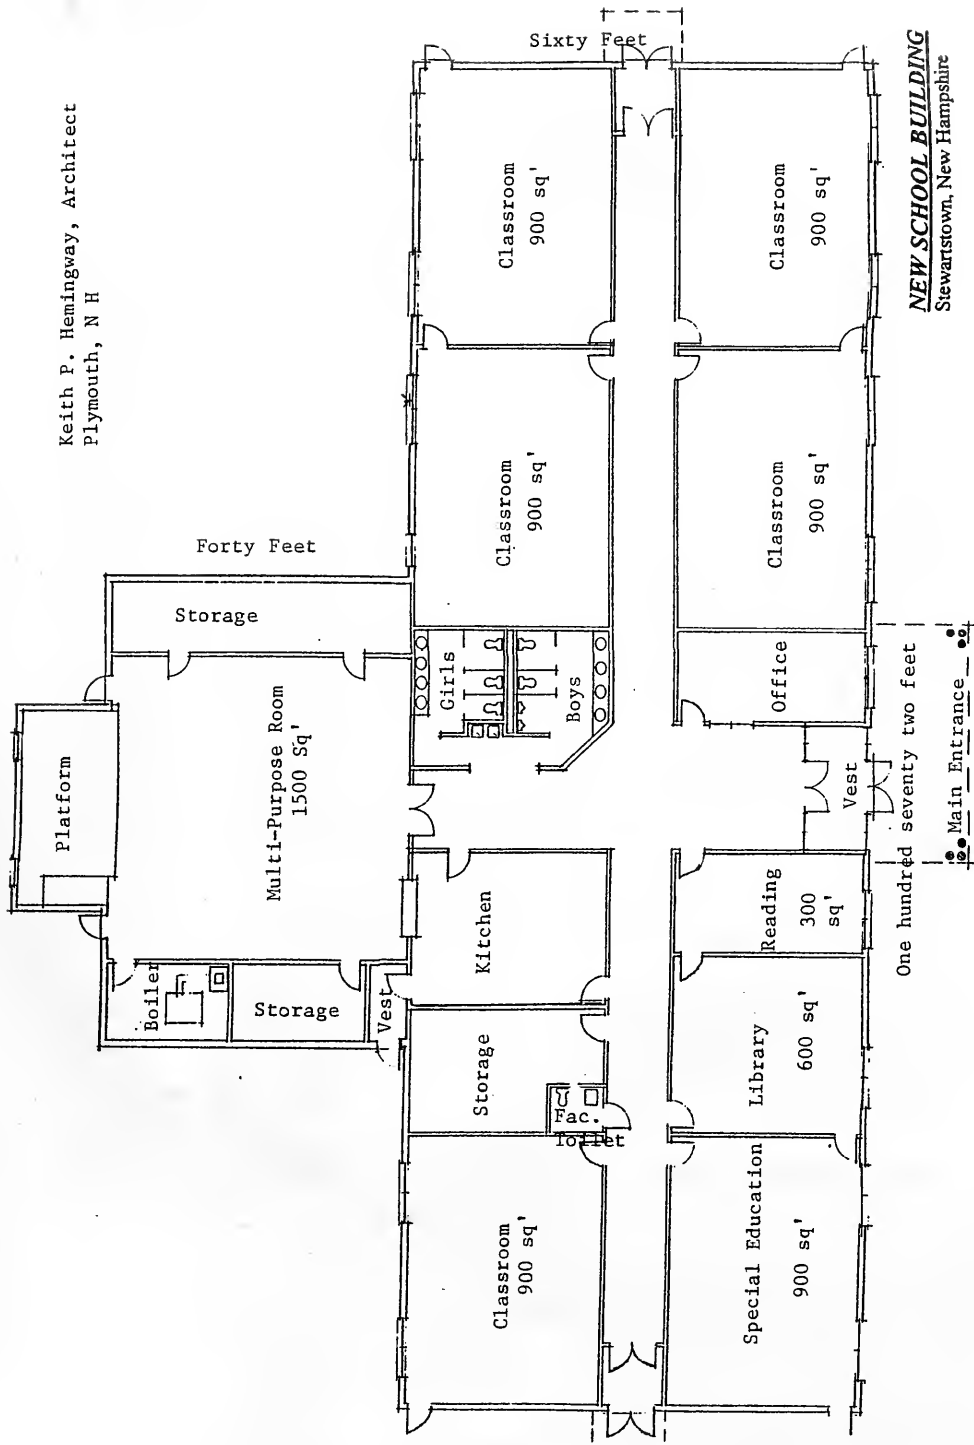 Keith P. Hemingway, Architect
Plymouth, N H
Sixty Feet
Forty Feet
Classroom
900 sq'
Classroom
900 sq'
Classroom
900 sq'
Classroom
900 sq'
Storage
Platform
Multi-Purpose Room
1500 Sq'
Girls
Boys
Office
Boiler
Storage
Vest
Kitchen
Storage
Fac.
Toilet
Vest
Main Entrance
One hundred seventy two feet
Reading
300
sq'
Library
600 sq'
Classroom
900 sq'
Special Education
900 sq'
NEW SCHOOL BUILDING
Stewartstown, New Hampshire